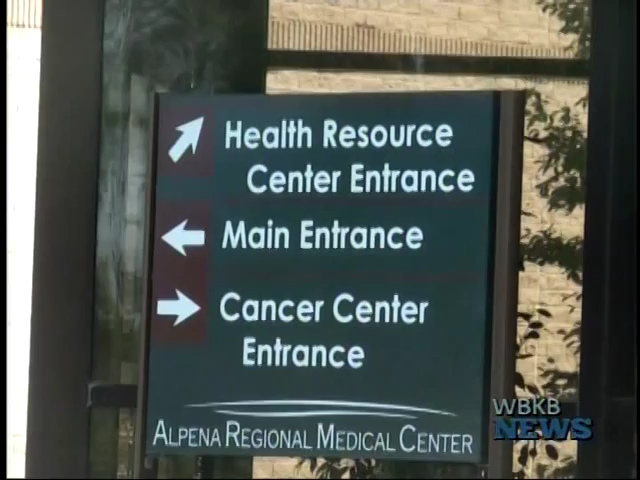 Health Resource
Center Entrance
Main Entrance
Cancer Center
Entrance
ALPENA REGIONAL MEDICAL CENTER
WBKB
NEWS